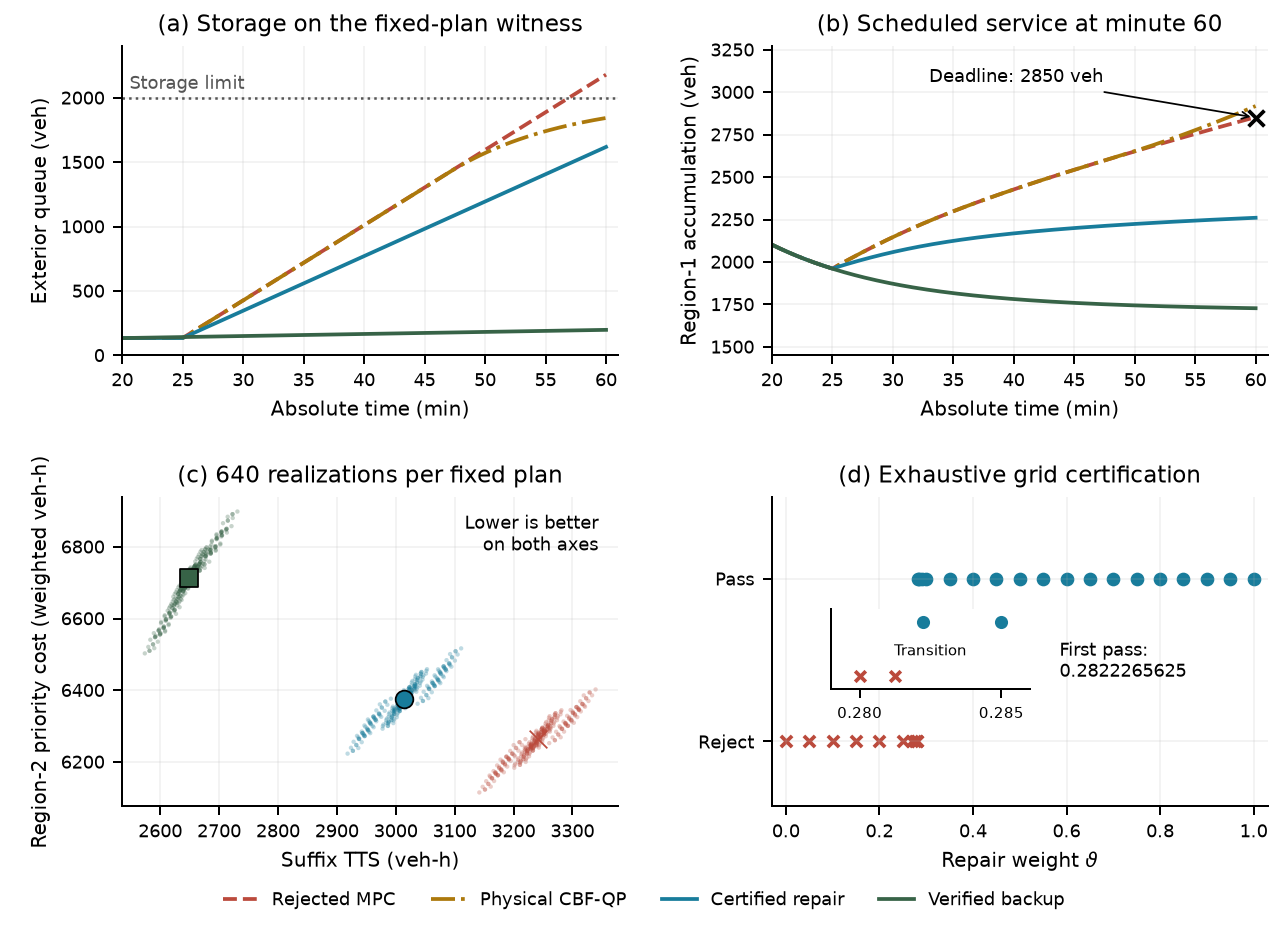 (a) Storage on the fixed-plan witness
Exterior queue (veh)
2000
1500
1000
500
0
Storage limit
20 25 30 35 40 45 50 55 60
Absolute time (min)
(b) Scheduled service at minute 60
Region-1 accumulation (veh)
3250
3000
2750
2500
2250
2000
1750
1500
Deadline: 2850 veh
20 25 30 35 40 45 50 55 60
Absolute time (min)
(c) 640 realizations per fixed plan
Region-2 priority cost (weighted veh-h)
6800
6600
6400
6200
Lower is better
on both axes
2600 2700 2800 2900 3000 3100 3200 3300
Suffix TTS (veh-h)
(d) Exhaustive grid certification
Pass
Reject
Transition
0.280 0.285
First pass:
0.2822265625
0.0 0.2 0.4 0.6 0.8 1.0
Repair weight ϑ
Rejected MPC Physical CBF-QP Certified repair Verified backup